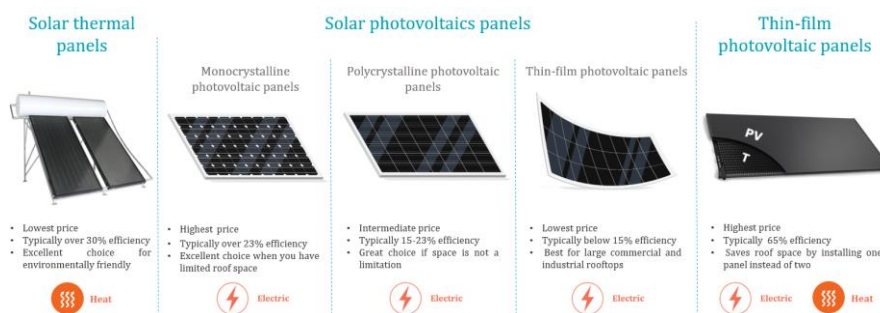 Solar thermal
panels
Solar photovoltaics panels
Thin-film
photovoltaic panels
Monocrystalline
photovoltaic panels
Polycrystalline photovoltaic
panels
Thin-film photovoltaic panels
PV
T
• Lowest price
• Typically over 30% efficiency
• Excellent choice for
environmentally friendly
Heat
• Highest price
• Typically over 23% efficiency
• Excellent choice when you have
limited roof space
Electric
• Intermediate price
• Typically 15-23% efficiency
• Great choice if space is not a
limitation
Electric
• Lowest price
• Typically below 15% efficiency
• Best for large commercial and
industrial rooftops
Electric
• Highest price
• Typically 65% efficiency
• Saves roof space by installing one
panel instead of two
Electric
Heat